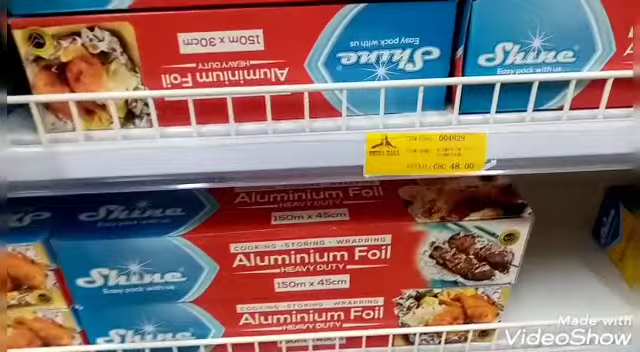 150m x 30cm
HEAVY DUTY
Aluminium Foil
Easy pack with us
Shine
Shine
Easy pack with us
004829
GH¢ 48.00
Shine
Aluminium Foil
HEAVY DUTY
150m x 45cm
Shine
Easy pack with us
COOKING - STORING - WRAPPING
Aluminium Foil
HEAVY DUTY
150m x 45cm
Shine
COOKING - STORING - WRAPPING
Aluminium Foil
HEAVY DUTY
Made with
VideoShow